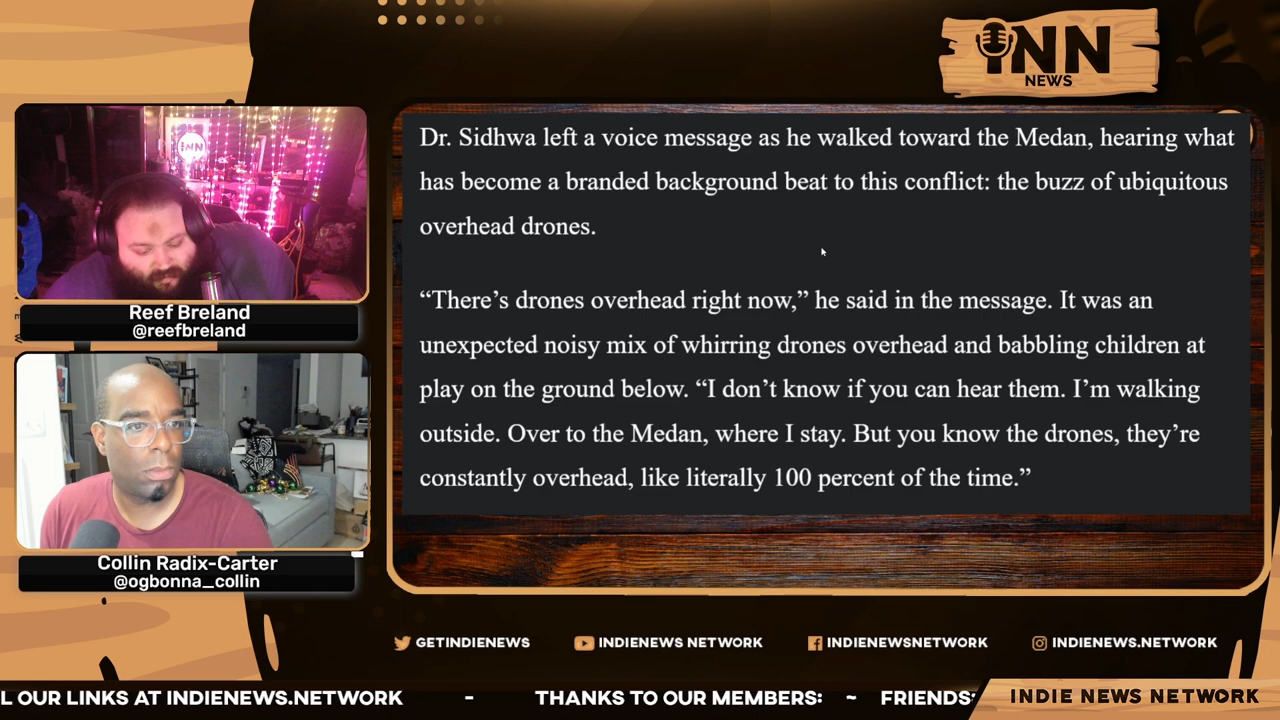 INN
NEWS
INN
Reef Breland
@reefbreland
Collin Radix-Carter
@ogbonna_collin
Dr. Sidhwa left a voice message as he walked toward the Medan, hearing what
has become a branded background beat to this conflict: the buzz of ubiquitous
overhead drones.
“There’s drones overhead right now,” he said in the message. It was an
unexpected noisy mix of whirring drones overhead and babbling children at
play on the ground below. “I don’t know if you can hear them. I’m walking
outside. Over to the Medan, where I stay. But you know the drones, they’re
constantly overhead, like literally 100 percent of the time.”
GETINDIENEWS
INDIENEWS NETWORK
INDIENEWSNETWORK
INDIENEWS.NETWORK
L OUR LINKS AT INDIENEWS.NETWORK - THANKS TO OUR MEMBERS: ~ FRIENDS:
INDIE NEWS NETWORK